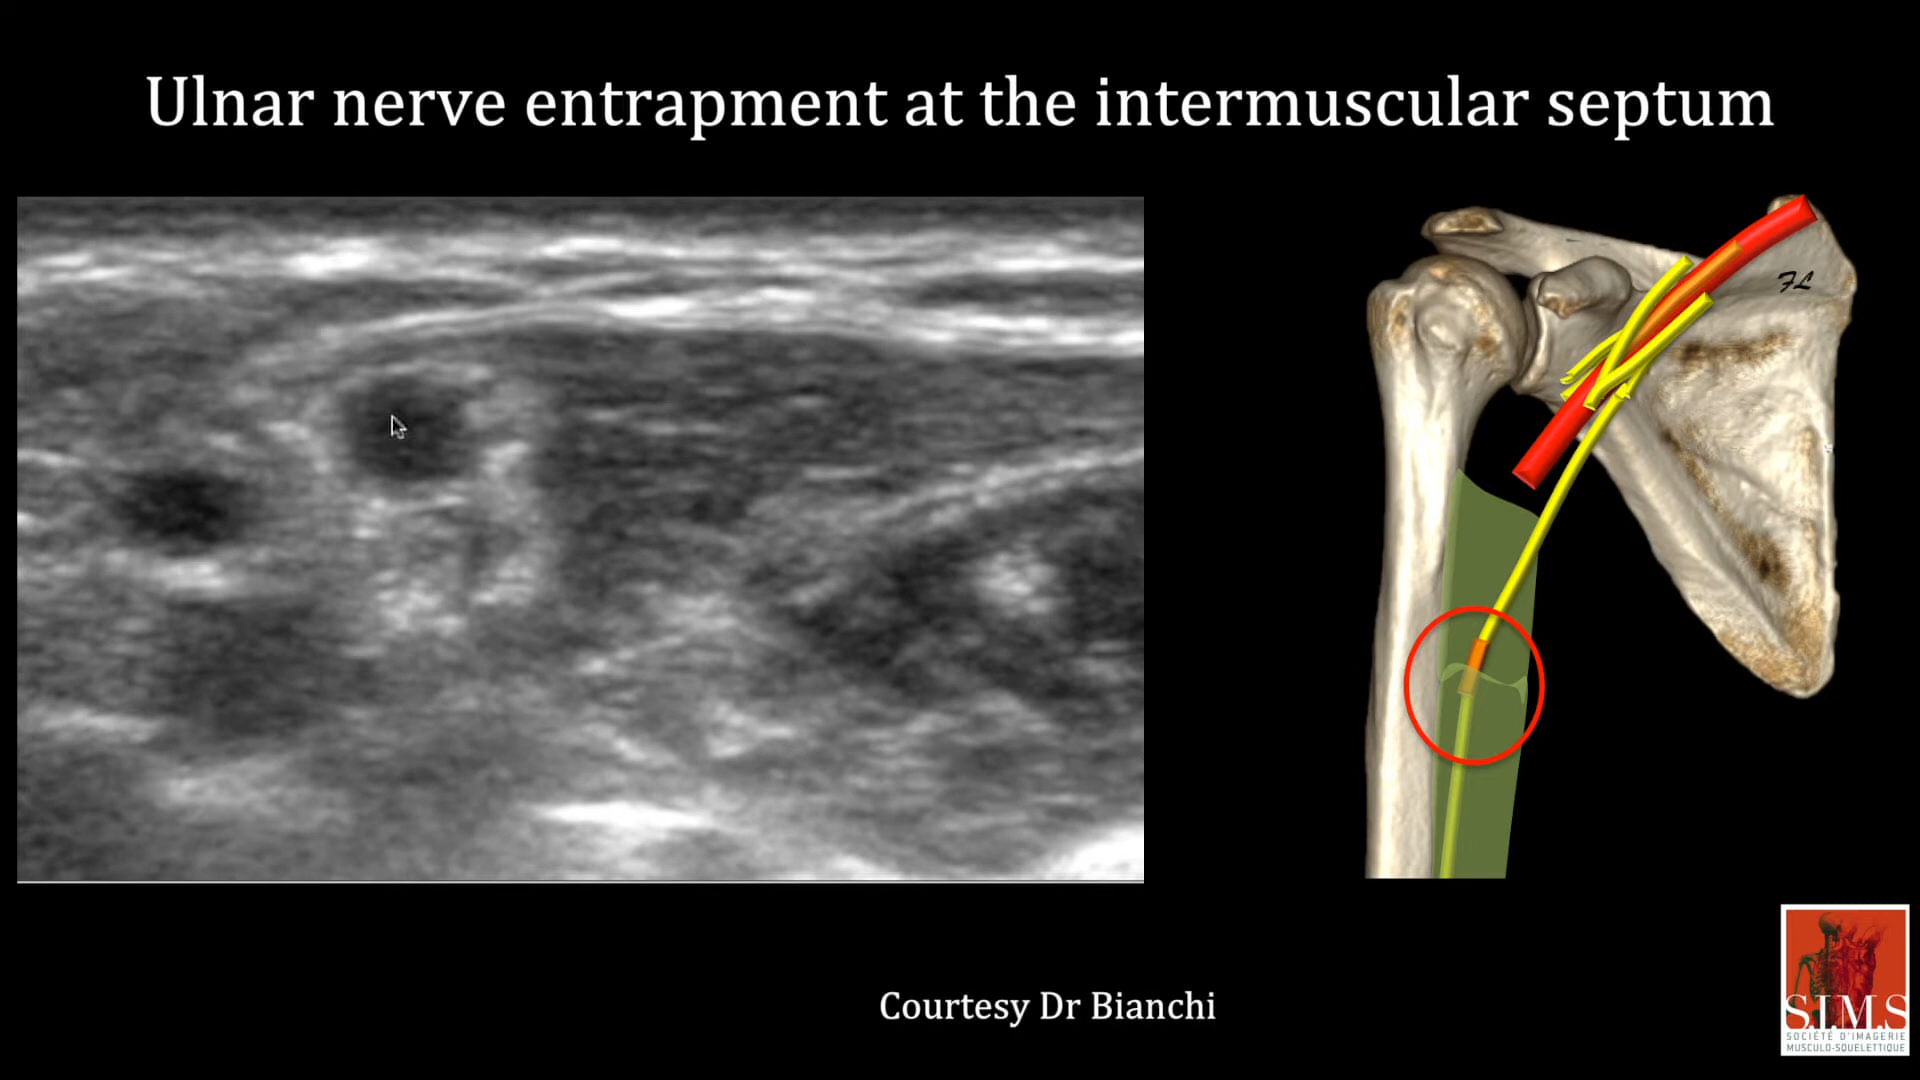 Ulnar nerve entrapment at the intermuscular septum
FL
Courtesy Dr Bianchi
S.I.M.S
SOCIÉTÉ D'IMAGERIE
MUSCULO-SQUELETTIQUE